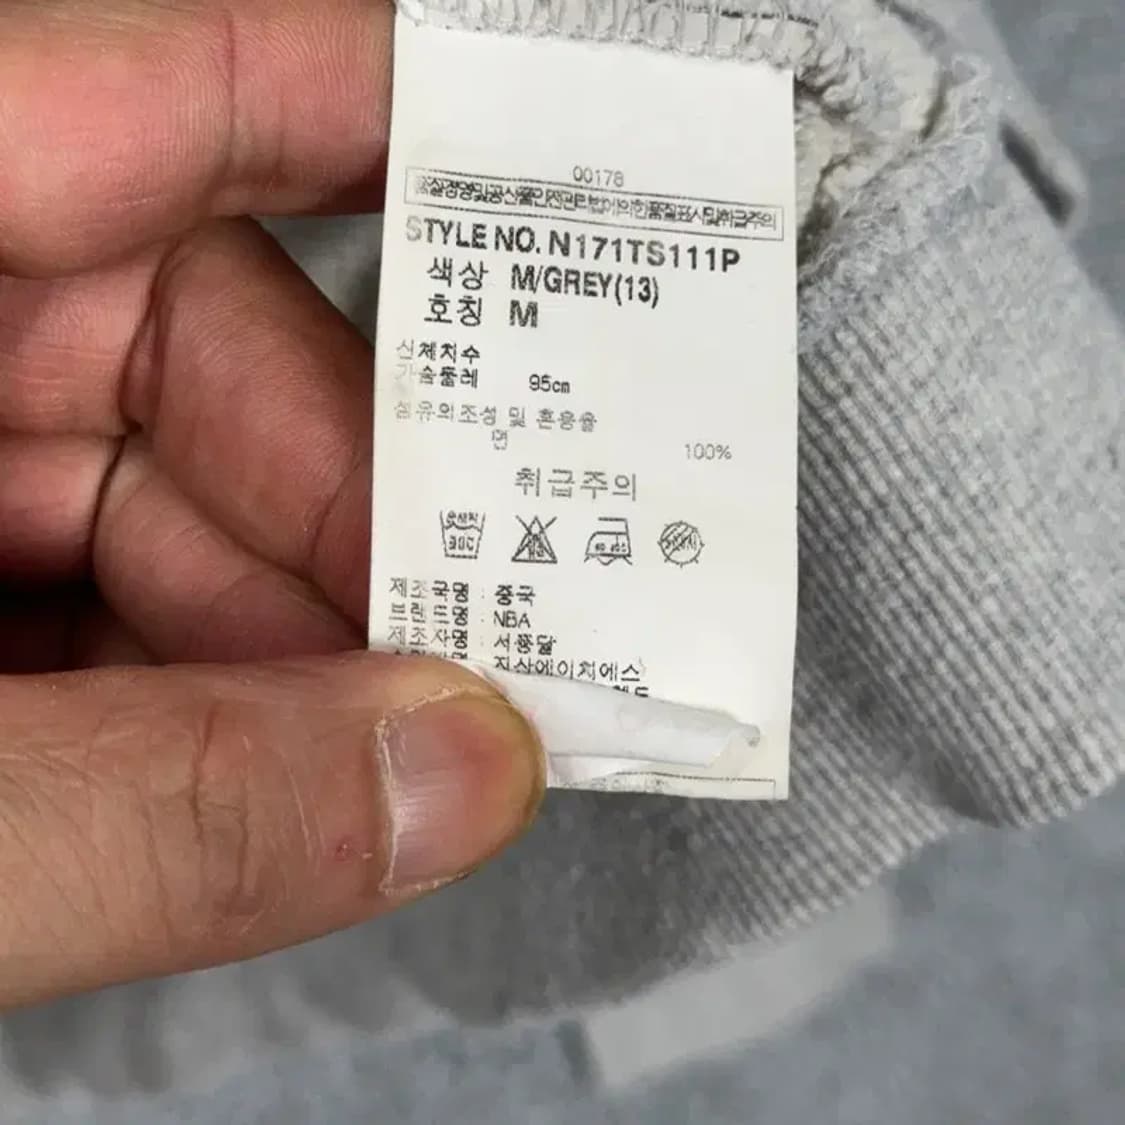 00178
품질경영및공산품안전관리법에의한품질표시및취급주의
STYLE NO. N171TS111P
색상 M/GREY(13)
호칭 M
신체치수
가슴둘레 95cm
섬유의조성 및 혼용율
면 100%
취급주의
30℃
제조국명 : 중국
브랜드명 : NBA
제조자명 : 서륭달